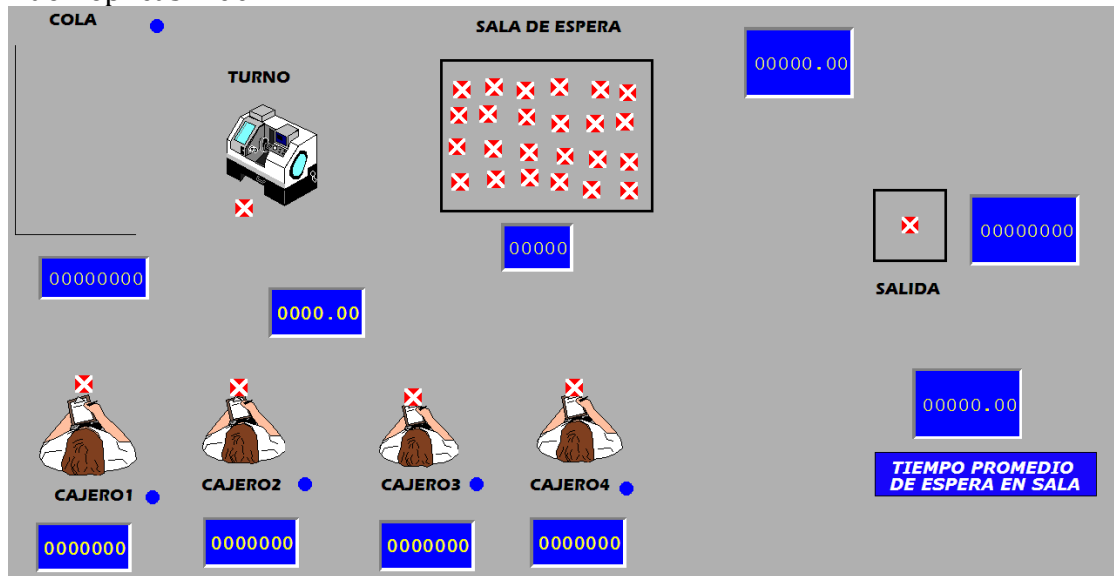 COLA
SALA DE ESPERA
00000.00
TURNO
00000000
00000
00000000
SALIDA
0000.00
00000.00
TIEMPO PROMEDIO
DE ESPERA EN SALA
CAJERO1
CAJERO2
CAJERO3
CAJERO4
0000000
0000000
0000000
0000000